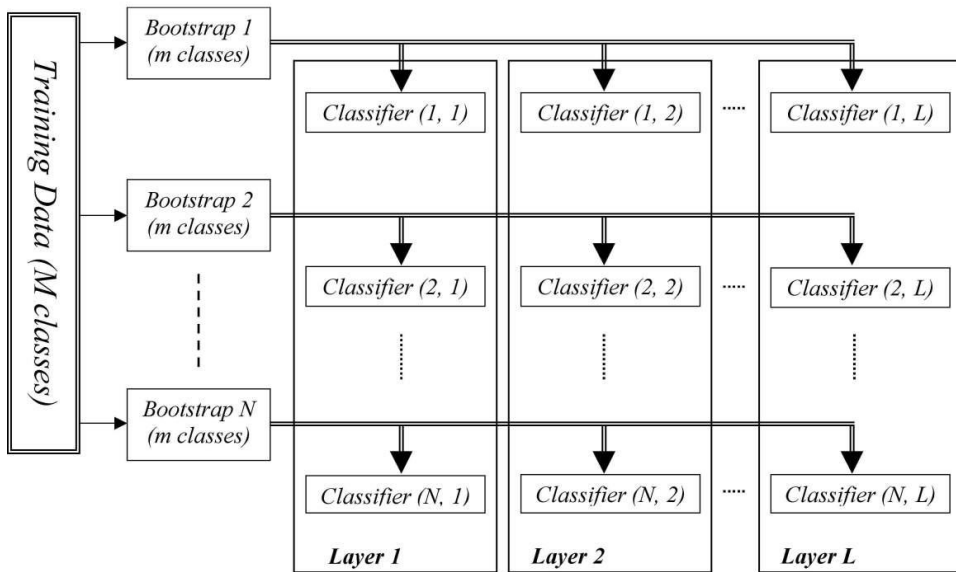 Training Data (M classes)
Bootstrap 1
(m classes)
Classifier (1, 1)
Classifier (1, 2)
.....
Classifier (1, L)
Bootstrap 2
(m classes)
Classifier (2, 1)
Classifier (2, 2)
.....
Classifier (2, L)
Bootstrap N
(m classes)
Classifier (N, 1)
Classifier (N, 2)
.....
Classifier (N, L)
Layer 1
Layer 2
Layer L